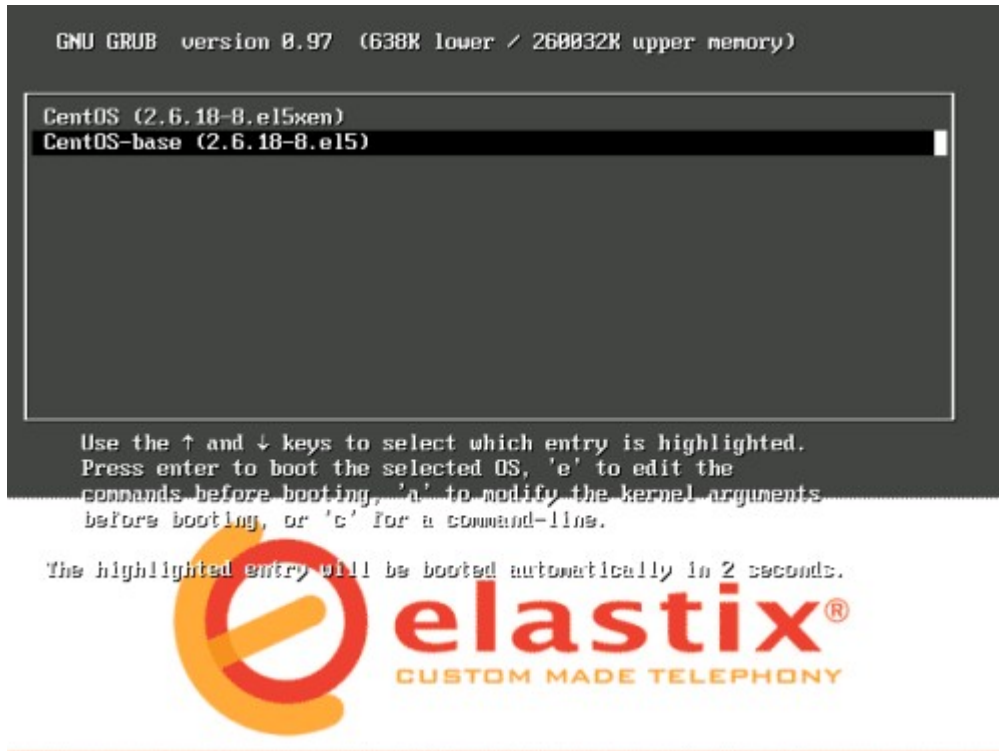 GNU GRUB version 0.97 (638K lower / 260032K upper memory)
CentOS (2.6.18-8.el5xen)
CentOS-base (2.6.18-8.el5)
Use the ↑ and ↓ keys to select which entry is highlighted.
Press enter to boot the selected OS, 'e' to edit the
commands before booting, 'a' to modify the kernel arguments
before booting, or 'c' for a command-line.
The highlighted entry will be booted automatically in 2 seconds.
elastix®
CUSTOM MADE TELEPHONY